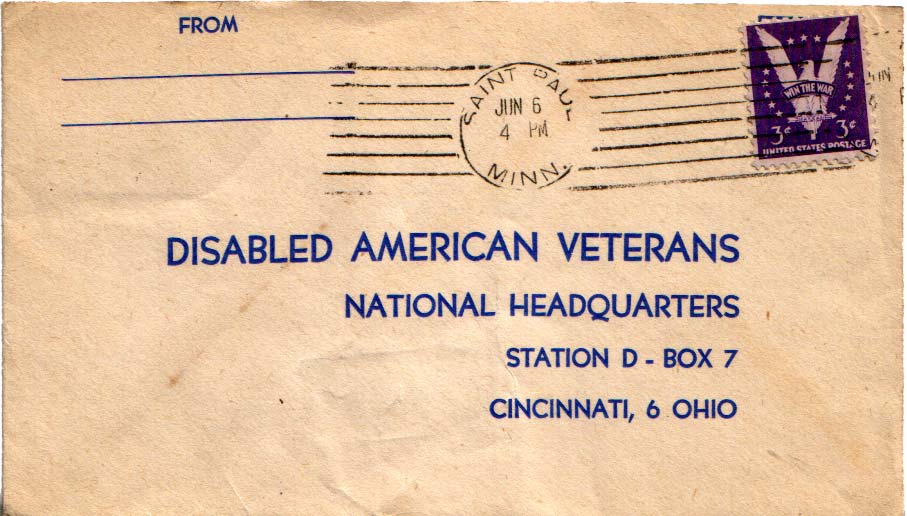 FROM
SAINT PAUL
JUN 6
4 PM
MINN.
WIN THE WAR
3¢ 3¢
UNITED STATES POSTAGE
DISABLED AMERICAN VETERANS
NATIONAL HEADQUARTERS
STATION D - BOX 7
CINCINNATI, 6 OHIO